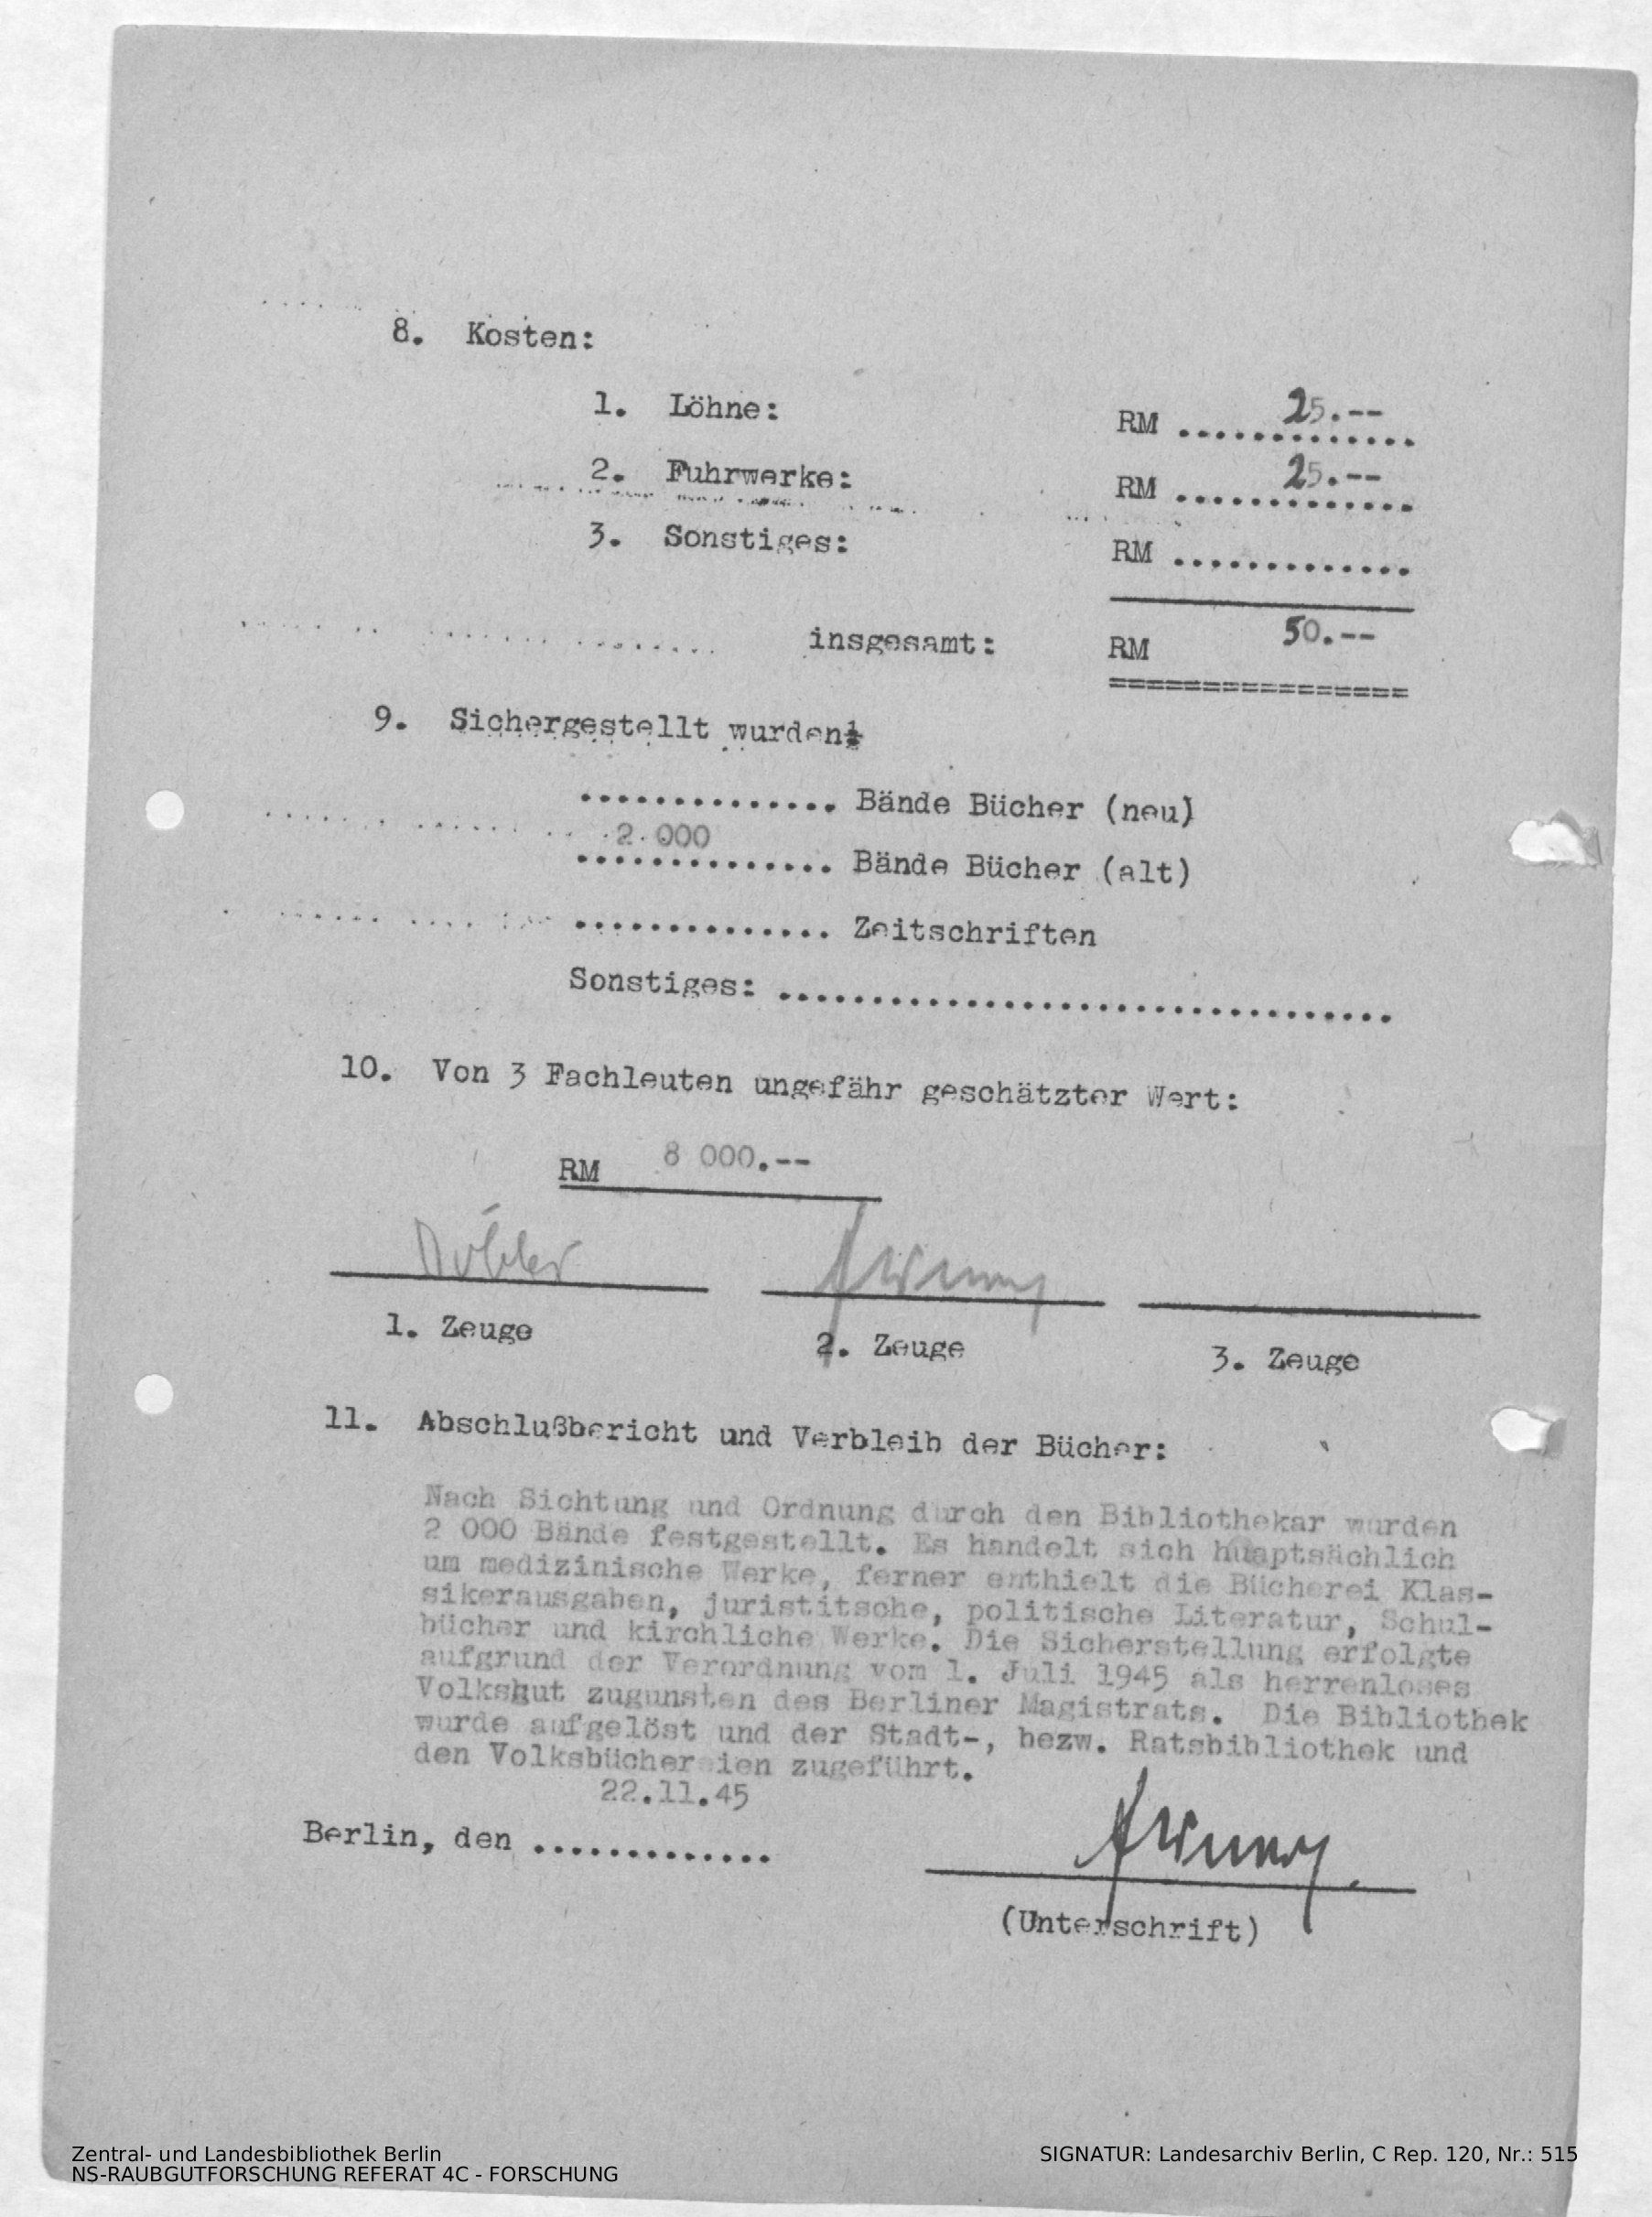 8. Kosten:
1. Löhne: RM 25.--
2. Fuhrwerke: RM 25.--
3. Sonstiges: RM .............
insgesamt: RM 50.--
================
9. Sichergestellt wurden:
.............. Bände Bücher (neu)
2 000 Bände Bücher (alt)
.............. Zeitschriften
Sonstiges: .................................
10. Von 3 Fachleuten ungefähr geschätzter Wert:
RM 8 000.--
1. Zeuge 2. Zeuge 3. Zeuge
11. Abschlußbericht und Verbleib der Bücher:
Nach Sichtung und Ordnung durch den Bibliothekar wurden
2 000 Bände festgestellt. Es handelt sich huaptsächlich
um medizinische Werke, ferner enthielt die Bücherei Klas-
sikerausgaben, juristitsche, politische Literatur, Schul-
bücher und kirchliche Werke. Die Sicherstellung erfolgte
aufgrund der Verordnung vom 1. Juli 1945 als herrenloses
Volksgut zugunsten des Berliner Magistrats. Die Bibliothek
wurde aufgelöst und der Stadt-, bezw. Ratsbibliothek und
den Volksbüchereien zugeführt.
22.11.45
Berlin, den .............
(Unterschrift)
Zentral- und Landesbibliothek Berlin
NS-RAUBGUTFORSCHUNG REFERAT 4C - FORSCHUNG
SIGNATUR: Landesarchiv Berlin, C Rep. 120, Nr.: 515